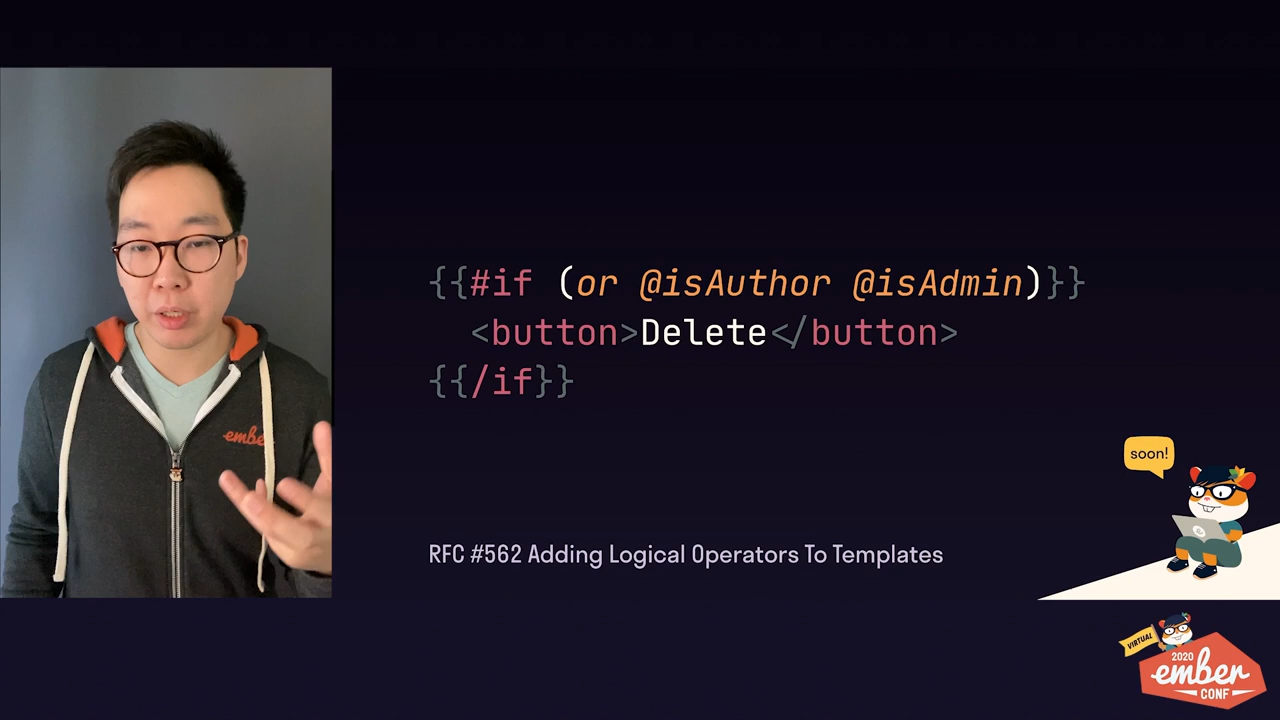 {{#if (or @isAuthor @isAdmin)}}
<button>Delete</button>
{{/if}}
ember
soon!
RFC #562 Adding Logical Operators To Templates
VIRTUAL
2020
ember
CONF